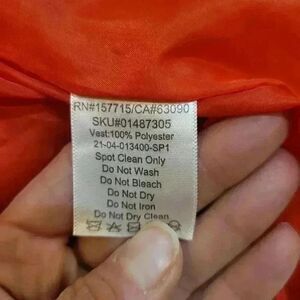 RN#157715/CA#63090
SKU#01487305
Vest:100% Polyester
21-04-013400-SP1
Spot Clean Only
Do Not Wash
Do Not Bleach
Do Not Dry
Do Not Iron
Do Not Dry Clean